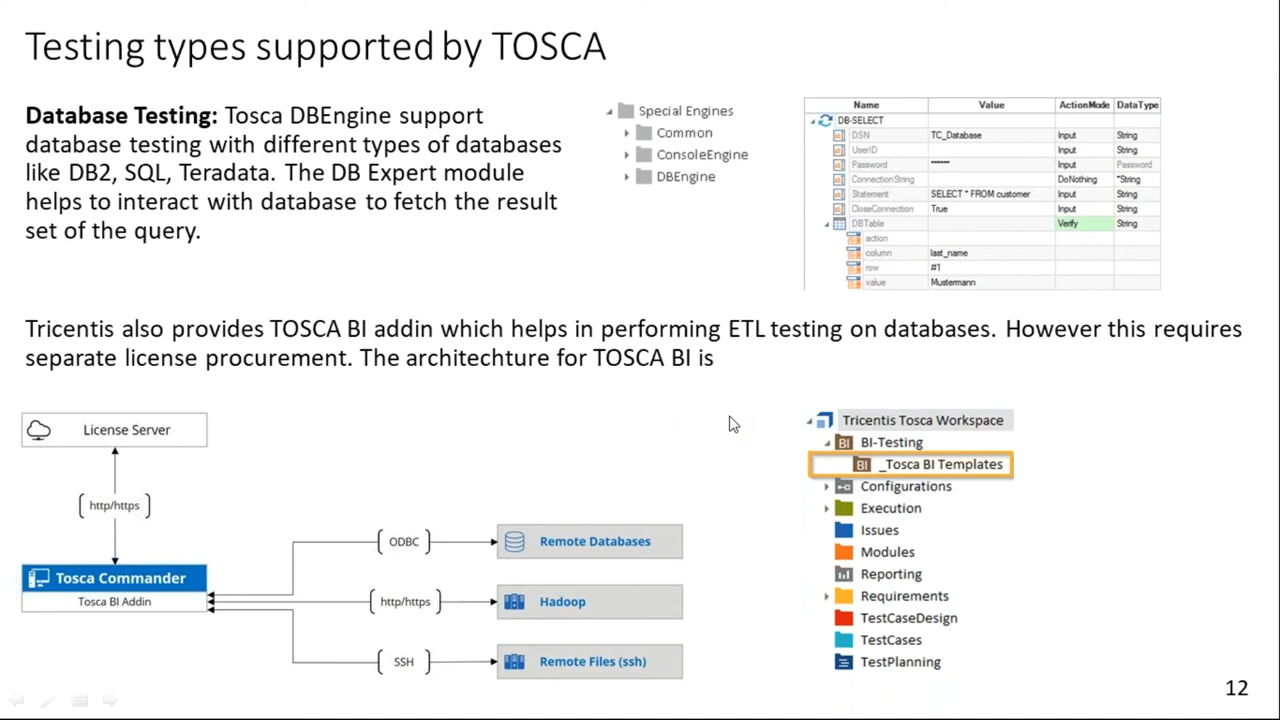 Testing types supported by TOSCA
Database Testing: Tosca DBEngine support
database testing with different types of databases
like DB2, SQL, Teradata. The DB Expert module
helps to interact with database to fetch the result
set of the query.
Special Engines
Common
ConsoleEngine
DBEngine
Name Value ActionMode DataType
DB-SELECT
DSN TC_Database Input String
UserID Input String
Password ****** Input Password
ConnectionString DoNothing *String
Statement SELECT * FROM customer Input String
CloseConnection True Input String
DBTable Verify String
action
column last_name
row #1
value Mustermann
Tricentis also provides TOSCA BI addin which helps in performing ETL testing on databases. However this requires
separate license procurement. The architechture for TOSCA BI is
License Server
http/https
Tosca Commander
Tosca BI Addin
ODBC
Remote Databases
http/https
Hadoop
SSH
Remote Files (ssh)
Tricentis Tosca Workspace
BI BI-Testing
BI _Tosca BI Templates
Configurations
Execution
Issues
Modules
Reporting
Requirements
TestCaseDesign
TestCases
TestPlanning
12